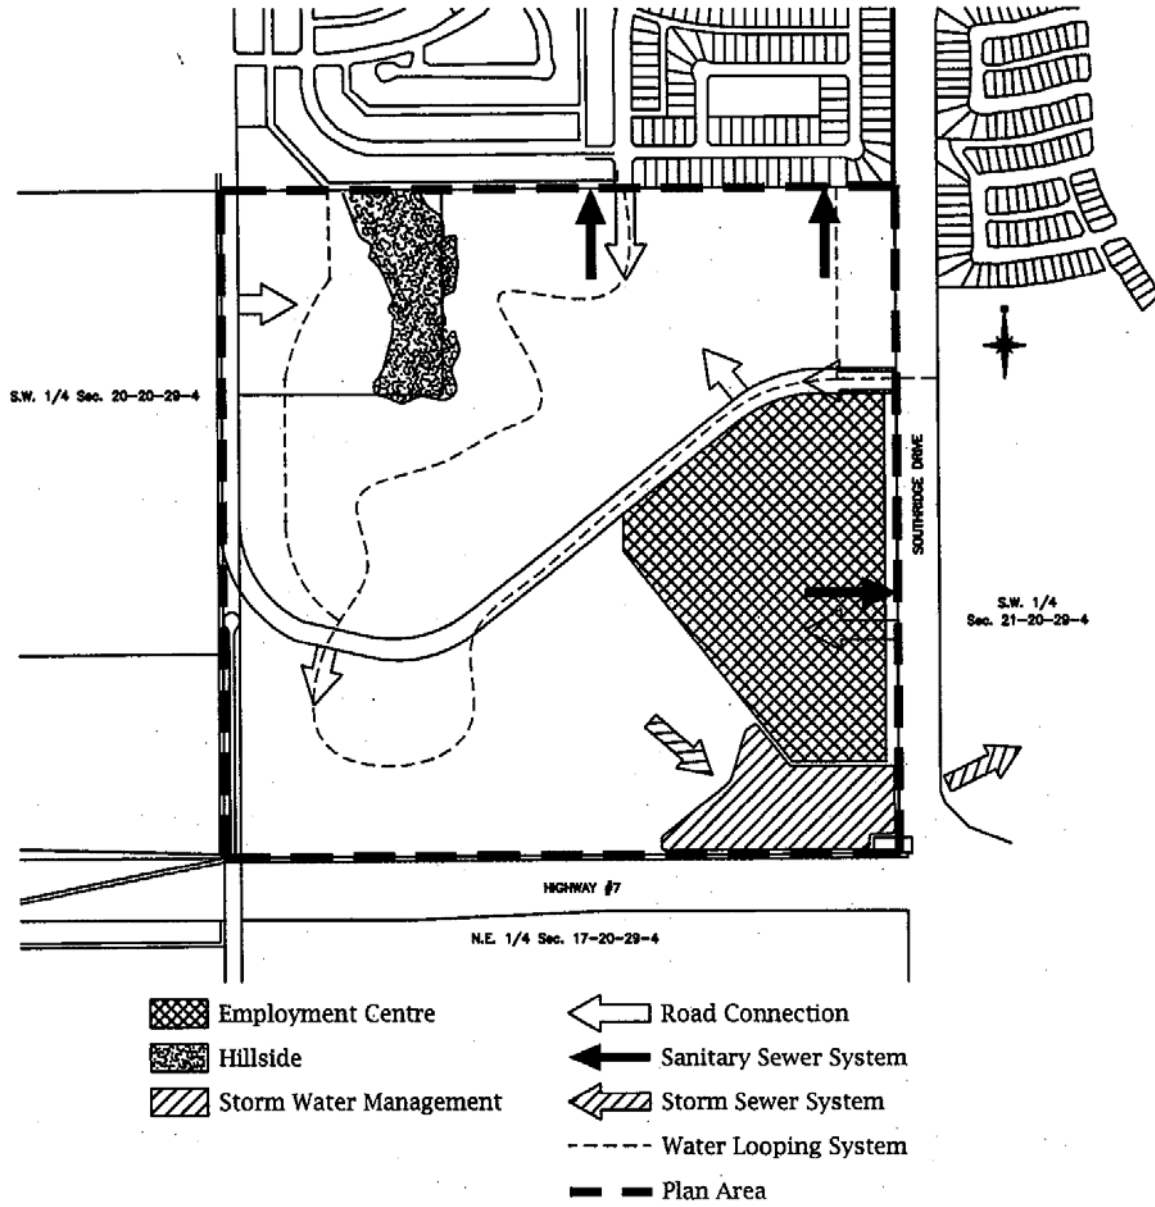 S.W. 1/4 Sec. 20-20-29-4
SOUTHRIDGE DRIVE
S.W. 1/4
Sec. 21-20-29-4
HIGHWAY #7
N.E. 1/4 Sec. 17-20-29-4
Employment Centre
Hillside
Storm Water Management
Road Connection
Sanitary Sewer System
Storm Sewer System
Water Looping System
Plan Area